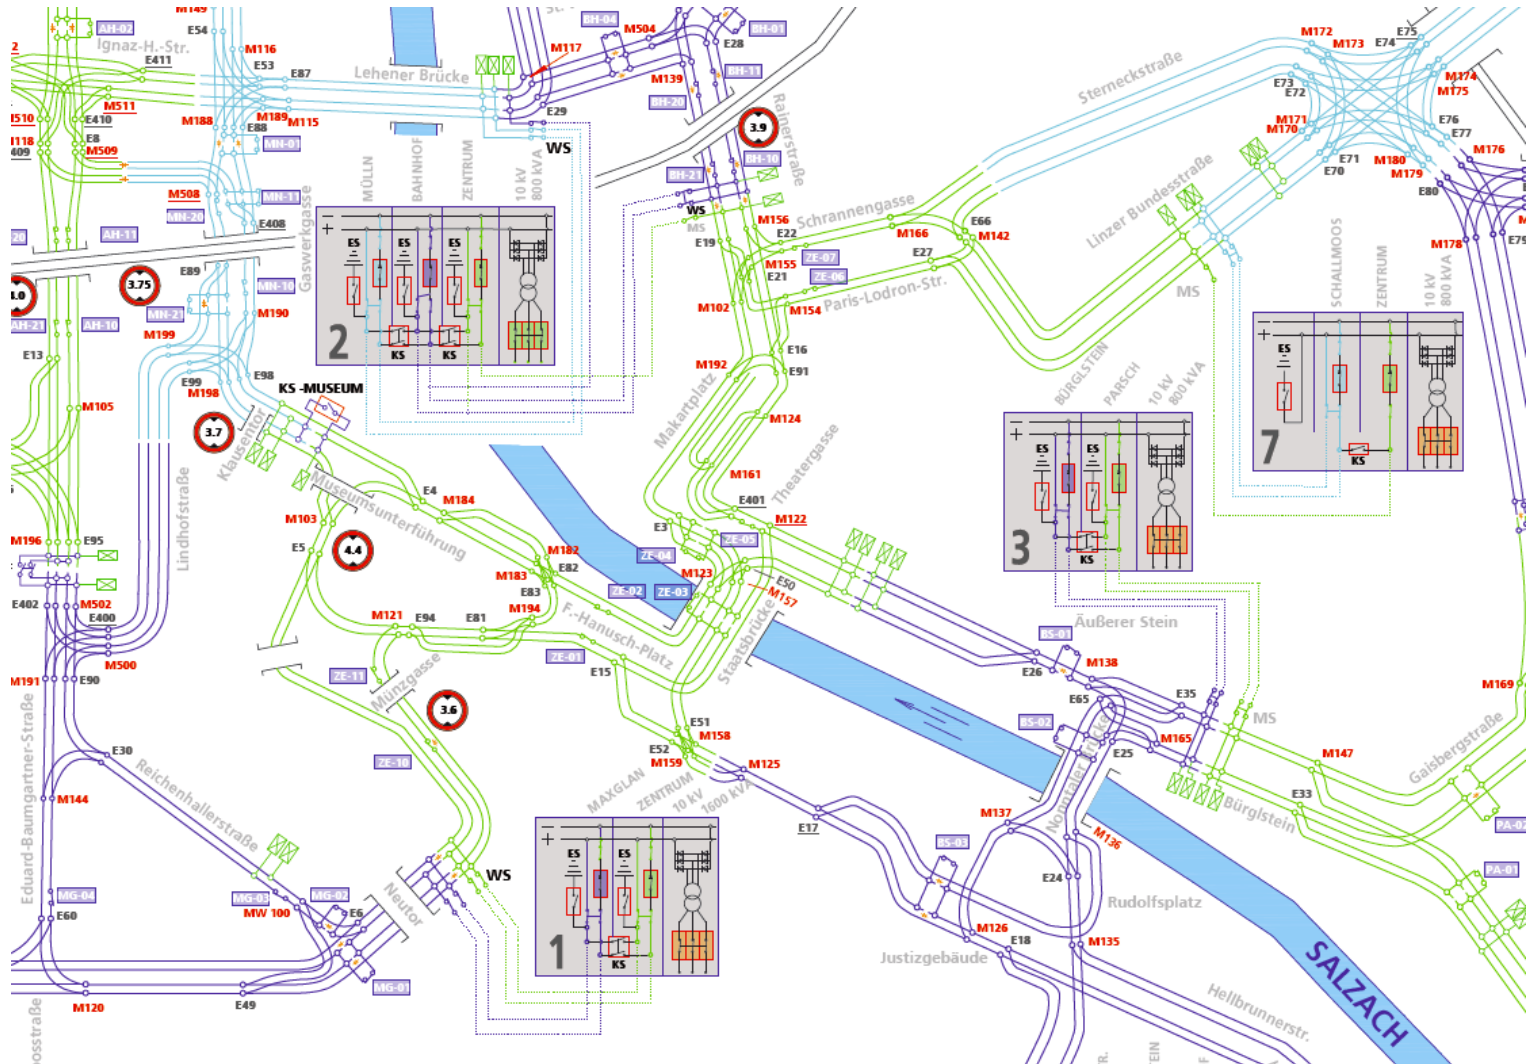 M149
E54
M116
AH-02
Ignaz-H.-Str.
E411
E53
E87
Lehener Brücke
M511
M510
E410
E8
M118
M509
409
M188
E88
M189
M115
MN-01
M508
MN-11
MN-20
E408
AH-11
20
Gaswerkgasse
E89
3.75
MN-10
MN-21
4.0
AH-21
AH-10
M190
M199
E13
E99
E98
M198
M105
KS -MUSEUM
3.7
Klausentor
Lindhofstraße
BH-04
M504
BH-01
E28
M117
M139
BH-11
BH-20
E29
WS
3.9
Rainerstraße
BH-10
BH-21
WS
MS
MÜLLN
BAHNHOF
ZENTRUM
10 kV
800 kVA
ES
ES
ES
KS
KS
2
M156
Schrannengasse
E19
E22
M166
E66
M142
M155
ZE-07
E27
E21
ZE-06
Paris-Lodron-Str.
M102
M154
E16
M192
E91
Makartplatz
M124
M161
Theatergasse
E401
M122
E3
ZE-05
ZE-04
M123
ZE-02
ZE-03
E50
M157
Staatsbrücke
Sterneckstraße
M172
M173
E74
E75
E73
E72
M174
M175
M171
M170
E76
E77
M176
E71
E70
M180
M179
E80
M178
E79
Linzer Bundesstraße
MS
SCHALLMOOS
ZENTRUM
10 kV
800 kVA
ES
KS
7
BÜRGLSTEIN
PARSCH
10 kV
800 kVA
ES
ES
KS
3
Museumsunterführung
E4
M184
M103
E5
4.4
M182
M183
E82
E83
M194
F.-Hanusch-Platz
M121
E94
E81
ZE-01
E15
ZE-11
Münzgasse
3.6
ZE-10
E51
M158
E52
M159
M125
M196
E95
E402
M502
E400
M500
M191
E90
Eduard-Baumgartner-Straße
E30
Reichenhallerstraße
M144
MG-04
E60
MG-03
MG-02
MW 100
E6
Neutor
MG-01
M120
E49
WS
MAXGLAN
ZENTRUM
10 kV
1600 kVA
ES
ES
KS
1
Äußerer Stein
BS-01
M138
E26
E65
E35
BS-02
M165
E25
MS
Nonntaler Brücke
M169
M147
Gaisbergstraße
E33
Bürglstein
PA-02
PA-01
E17
M137
M136
BS-03
E24
Rudolfsplatz
M126
E18
M135
Justizgebäude
Hellbrunnerstr.
SALZACH